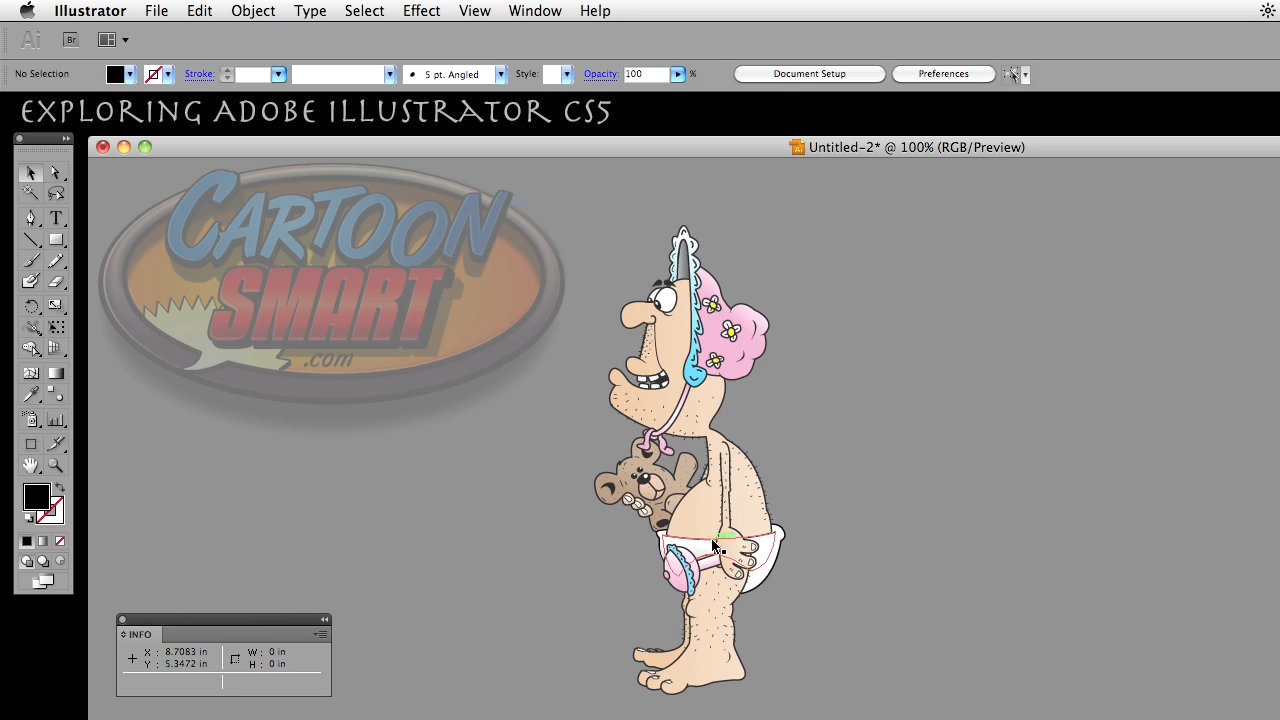 Illustrator File Edit Object Type Select Effect View Window Help
Ai Br
No Selection Stroke: 5 pt. Angled Style: Opacity: 100 % Document Setup Preferences
EXPLORING ADOBE ILLUSTRATOR CS5
Untitled-2* @ 100% (RGB/Preview)
CARTOON
SMART
.com
T
INFO
X : 8.7083 in W : 0 in
Y : 5.3472 in H : 0 in